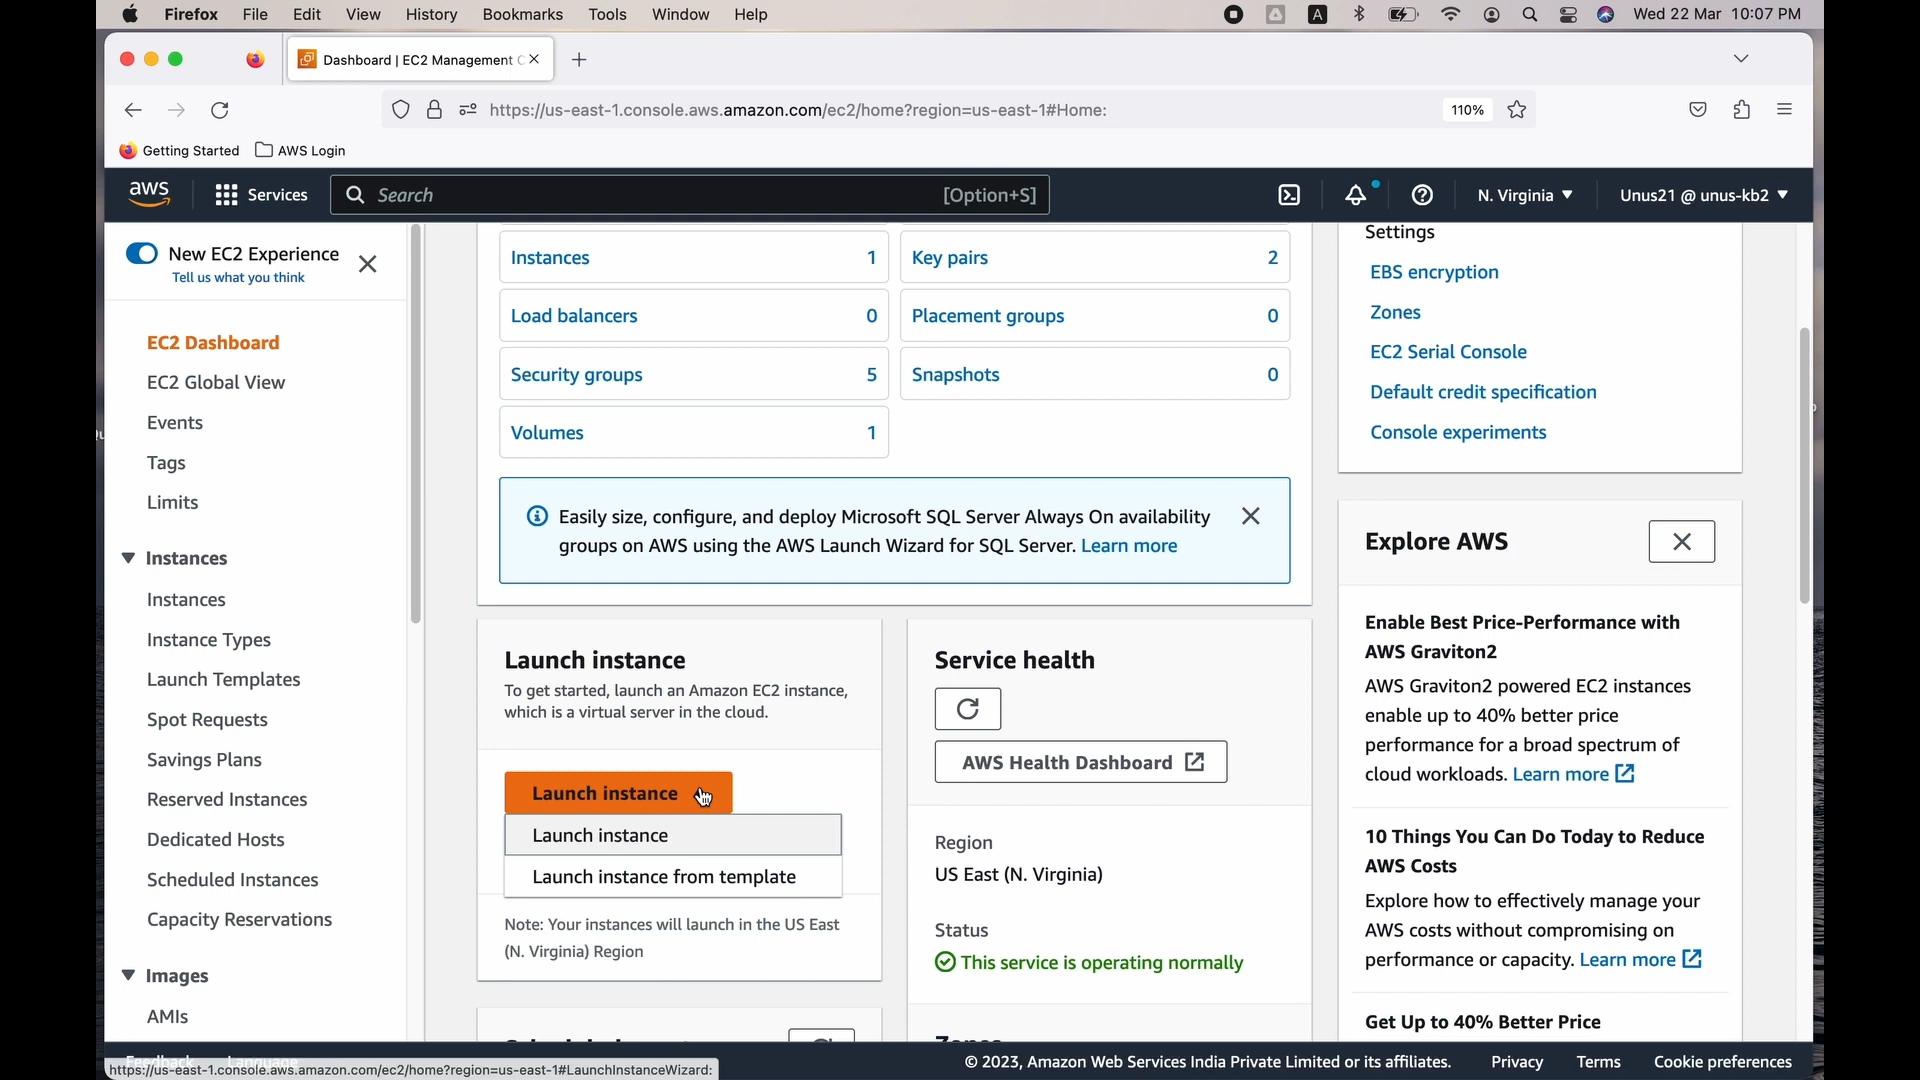 Firefox File Edit View History Bookmarks Tools Window Help
A
Wed 22 Mar 10:07 PM
Dashboard | EC2 Management C
https://us-east-1.console.aws.amazon.com/ec2/home?region=us-east-1#Home:
110%
Getting Started
AWS Login
aws
Services
Search
[Option+S]
N. Virginia
Unus21 @ unus-kb2
New EC2 Experience
Tell us what you think
EC2 Dashboard
EC2 Global View
Events
Tags
Limits
Instances
Instances
Instance Types
Launch Templates
Spot Requests
Savings Plans
Reserved Instances
Dedicated Hosts
Scheduled Instances
Capacity Reservations
Images
AMIs
Instances 1
Key pairs 2
Load balancers 0
Placement groups 0
Security groups 5
Snapshots 0
Volumes 1
Easily size, configure, and deploy Microsoft SQL Server Always On availability
groups on AWS using the AWS Launch Wizard for SQL Server. Learn more
Launch instance
To get started, launch an Amazon EC2 instance,
which is a virtual server in the cloud.
Launch instance
Launch instance
Launch instance from template
Note: Your instances will launch in the US East
(N. Virginia) Region
Service health
AWS Health Dashboard
Region
US East (N. Virginia)
Status
This service is operating normally
Settings
EBS encryption
Zones
EC2 Serial Console
Default credit specification
Console experiments
Explore AWS
Enable Best Price-Performance with
AWS Graviton2
AWS Graviton2 powered EC2 instances
enable up to 40% better price
performance for a broad spectrum of
cloud workloads. Learn more
10 Things You Can Do Today to Reduce
AWS Costs
Explore how to effectively manage your
AWS costs without compromising on
performance or capacity. Learn more
Get Up to 40% Better Price
Feedback Language
https://us-east-1.console.aws.amazon.com/ec2/home?region=us-east-1#LaunchInstanceWizard:
© 2023, Amazon Web Services India Private Limited or its affiliates.
Privacy
Terms
Cookie preferences